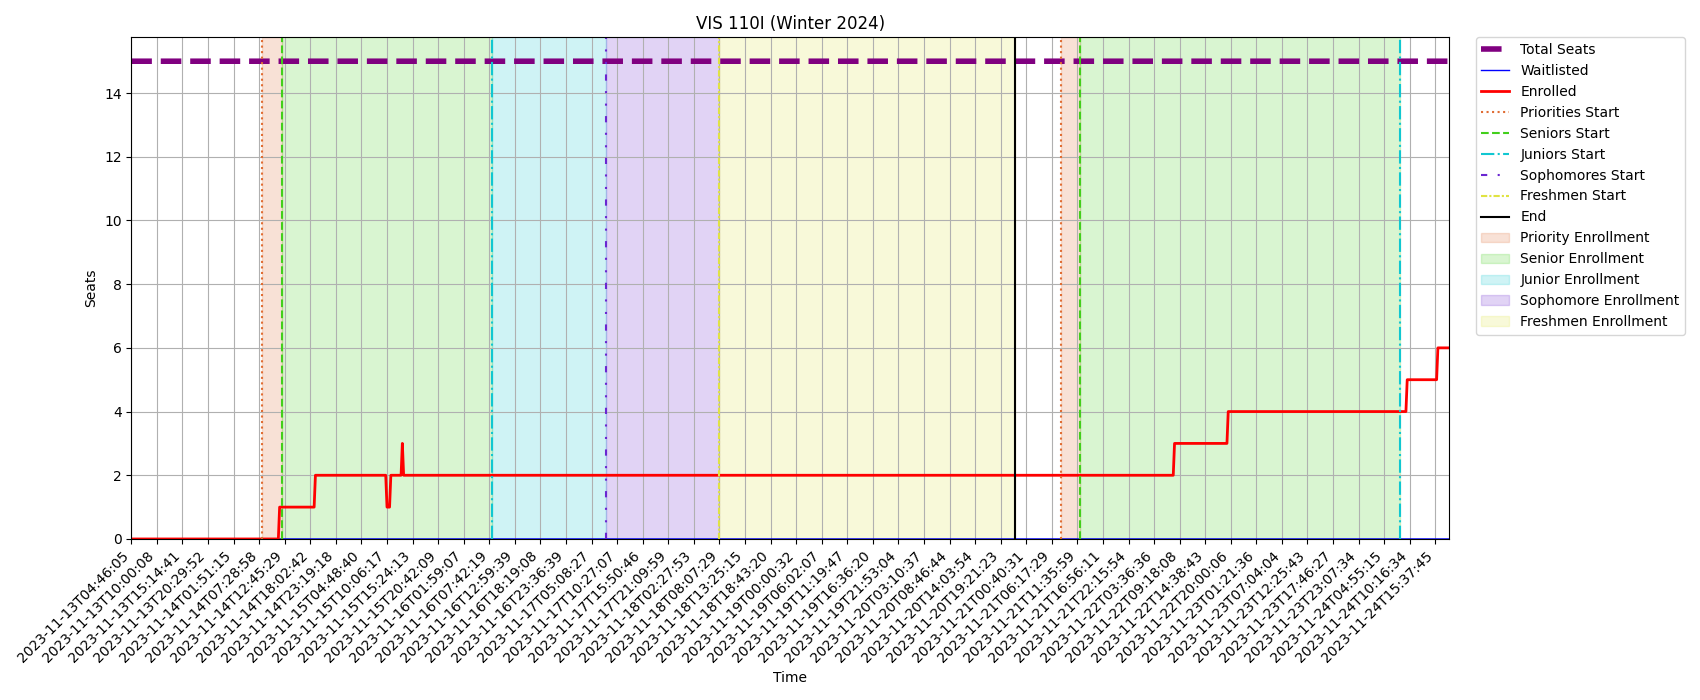 VIS 110I (Winter 2024)
Total Seats
Waitlisted
Enrolled
Priorities Start
Seniors Start
Juniors Start
Sophomores Start
Freshmen Start
End
Priority Enrollment
Senior Enrollment
Junior Enrollment
Sophomore Enrollment
Freshmen Enrollment
Seats
14
12
10
8
6
4
2
0
2023-11-13T04:46:05
2023-11-13T10:00:08
2023-11-13T15:14:41
2023-11-13T20:29:52
2023-11-14T01:51:15
2023-11-14T07:28:58
2023-11-14T12:45:29
2023-11-14T18:02:42
2023-11-14T23:19:18
2023-11-15T04:48:40
2023-11-15T10:06:17
2023-11-15T15:24:13
2023-11-15T20:42:09
2023-11-16T01:59:07
2023-11-16T07:42:19
2023-11-16T12:59:39
2023-11-16T18:19:08
2023-11-16T23:36:39
2023-11-17T05:08:27
2023-11-17T10:27:07
2023-11-17T15:50:46
2023-11-17T21:09:59
2023-11-18T02:27:53
2023-11-18T08:07:29
2023-11-18T13:25:15
2023-11-18T18:43:20
2023-11-19T00:00:32
2023-11-19T06:02:07
2023-11-19T11:19:47
2023-11-19T16:36:20
2023-11-19T21:53:04
2023-11-20T03:10:37
2023-11-20T08:46:44
2023-11-20T14:03:54
2023-11-20T19:21:23
2023-11-21T00:40:31
2023-11-21T06:17:29
2023-11-21T11:35:59
2023-11-21T16:56:11
2023-11-21T22:15:54
2023-11-22T03:36:36
2023-11-22T09:18:08
2023-11-22T14:38:43
2023-11-22T20:00:06
2023-11-23T01:21:36
2023-11-23T07:04:04
2023-11-23T12:25:43
2023-11-23T17:46:27
2023-11-23T23:07:34
2023-11-24T04:55:15
2023-11-24T10:16:34
2023-11-24T15:37:45
Time